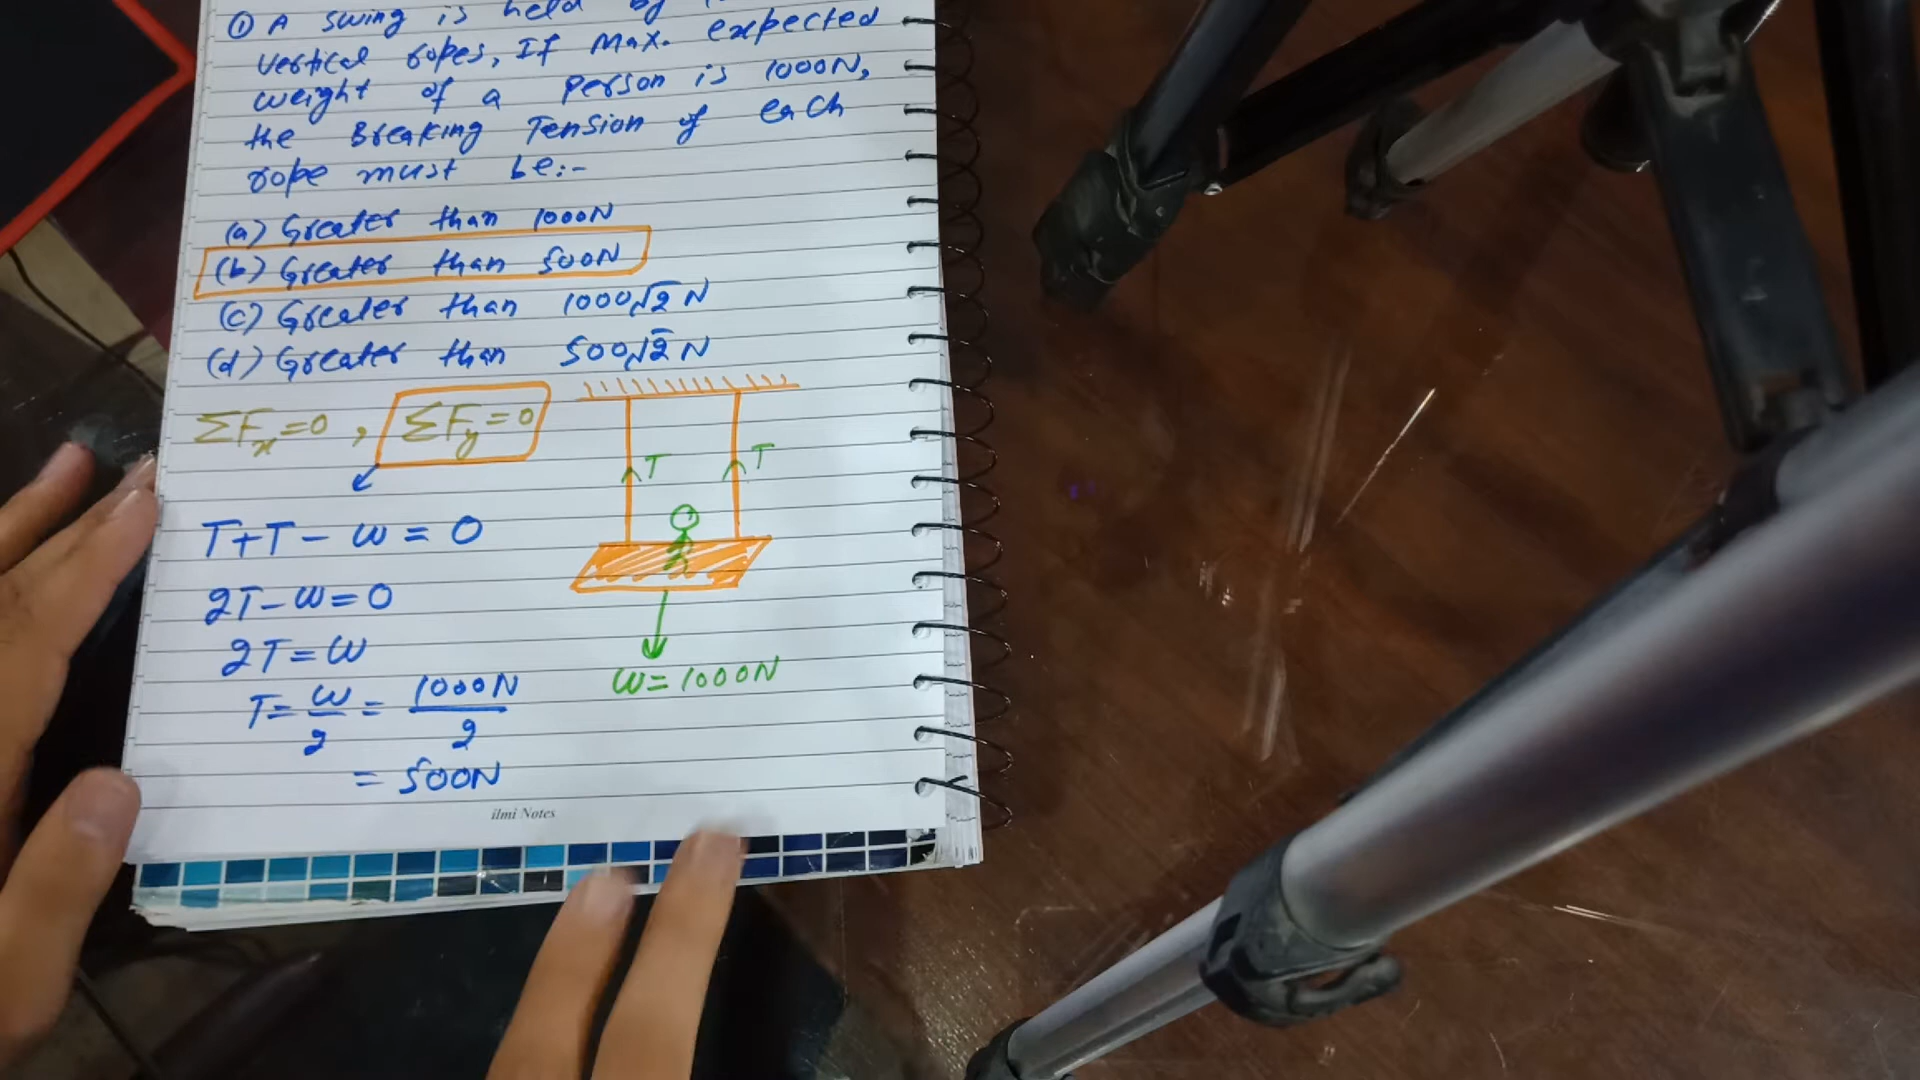 ① A swing is held by
vertical ropes, If Max. expected
weight of a person is 1000N,
the Breaking Tension of each
rope must be:-
(a) Greater than 1000N
(b) Greater than 500N
(c) Greater than 1000√2 N
(d) Greater than 500√2 N
ΣFx=0 , ΣFy=0
T T
T+T - w = 0
2T-w=0
2T=w
T= w/2 = 1000N/2
w= 1000N
= 500N
ilmi Notes